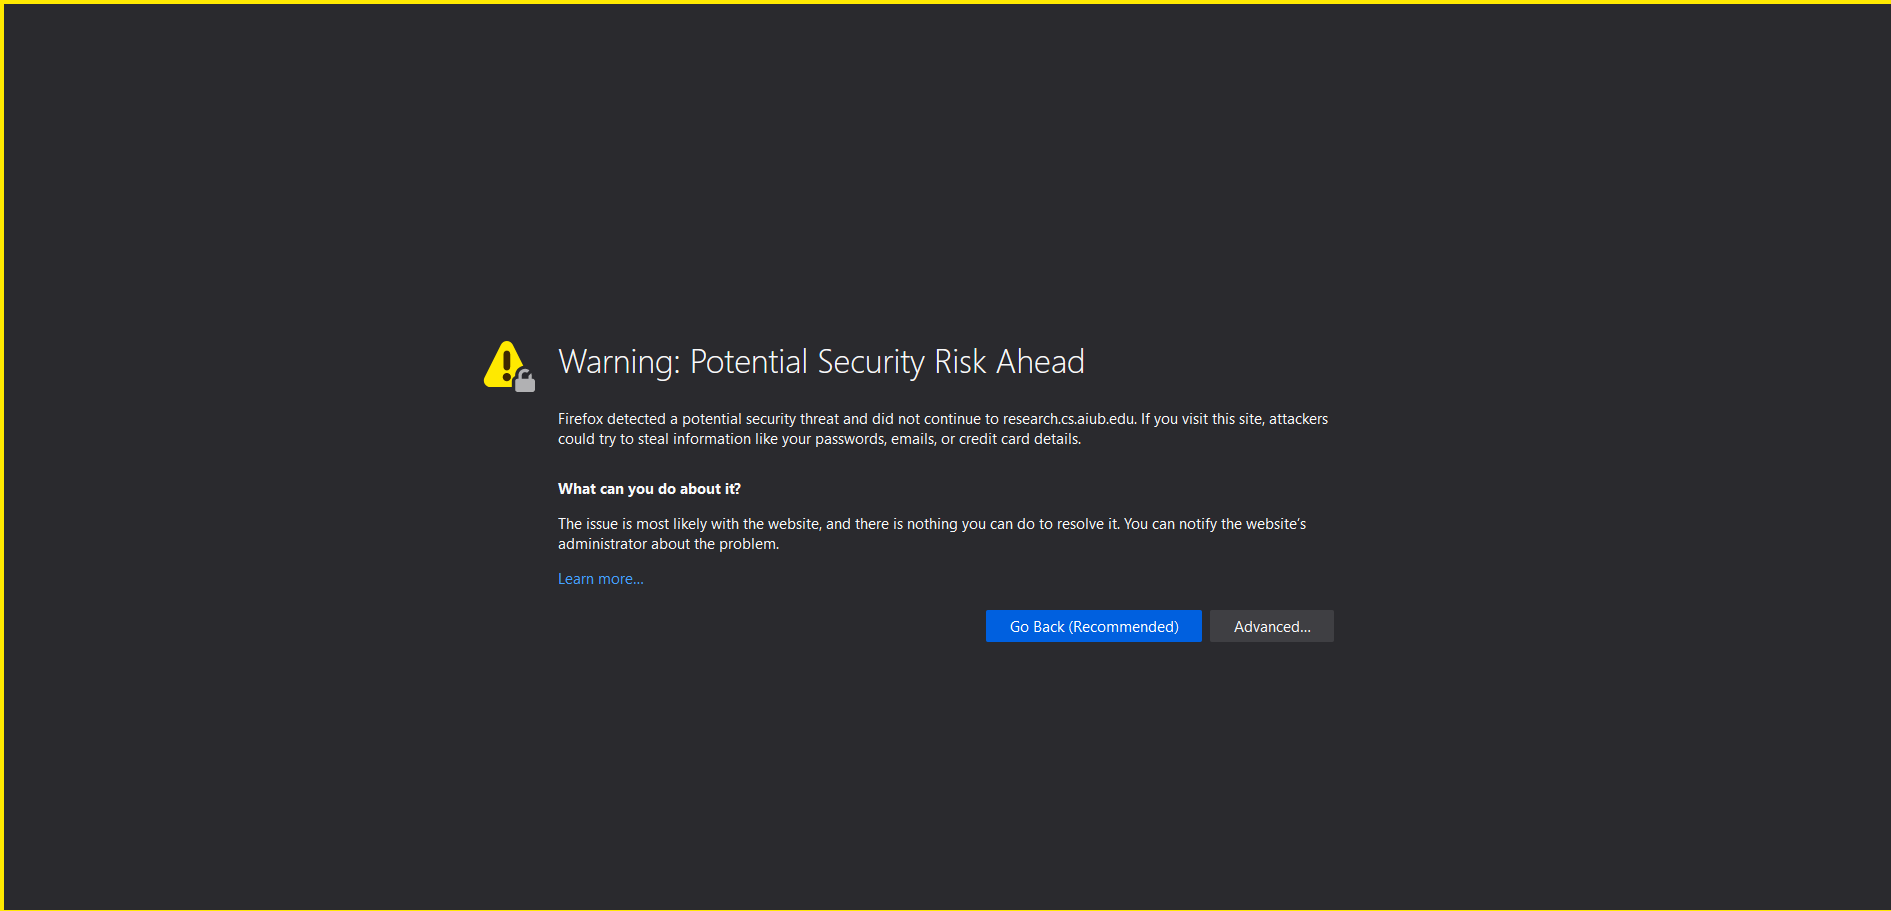 Warning: Potential Security Risk Ahead
Firefox detected a potential security threat and did not continue to research.cs.aiub.edu. If you visit this site, attackers
could try to steal information like your passwords, emails, or credit card details.
What can you do about it?
The issue is most likely with the website, and there is nothing you can do to resolve it. You can notify the website’s
administrator about the problem.
Learn more…
Go Back (Recommended)
Advanced...